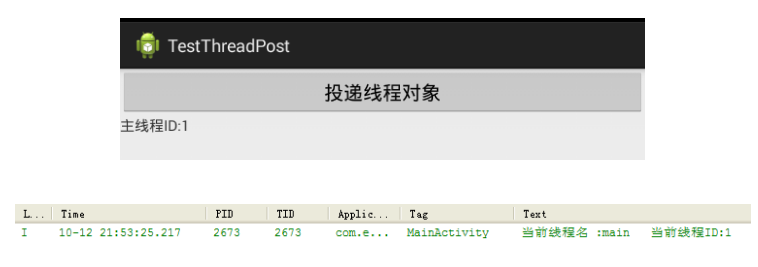 TestThreadPost
投递线程对象
主线程ID:1
L... Time PID TID Applic... Tag Text
I 10-12 21:53:25.217 2673 2673 com.e... MainActivity 当前线程名 :main 当前线程ID:1